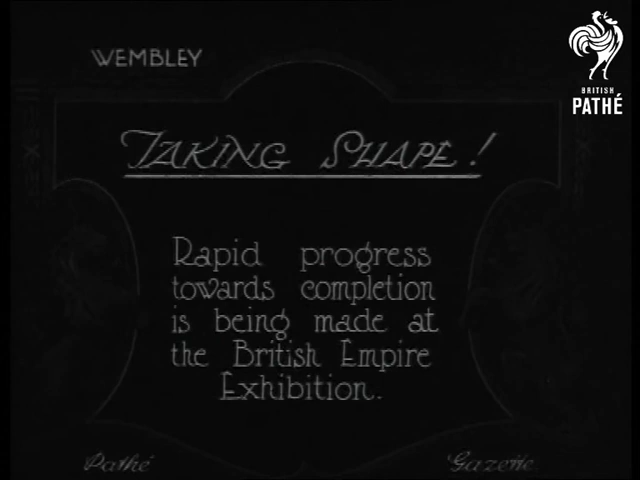 WEMBLEY
BRITISH
PATHÉ
TAKING SHAPE!
Rapid progress
towards completion
is being made at
the British Empire
Exhibition.
Pathé Gazette.